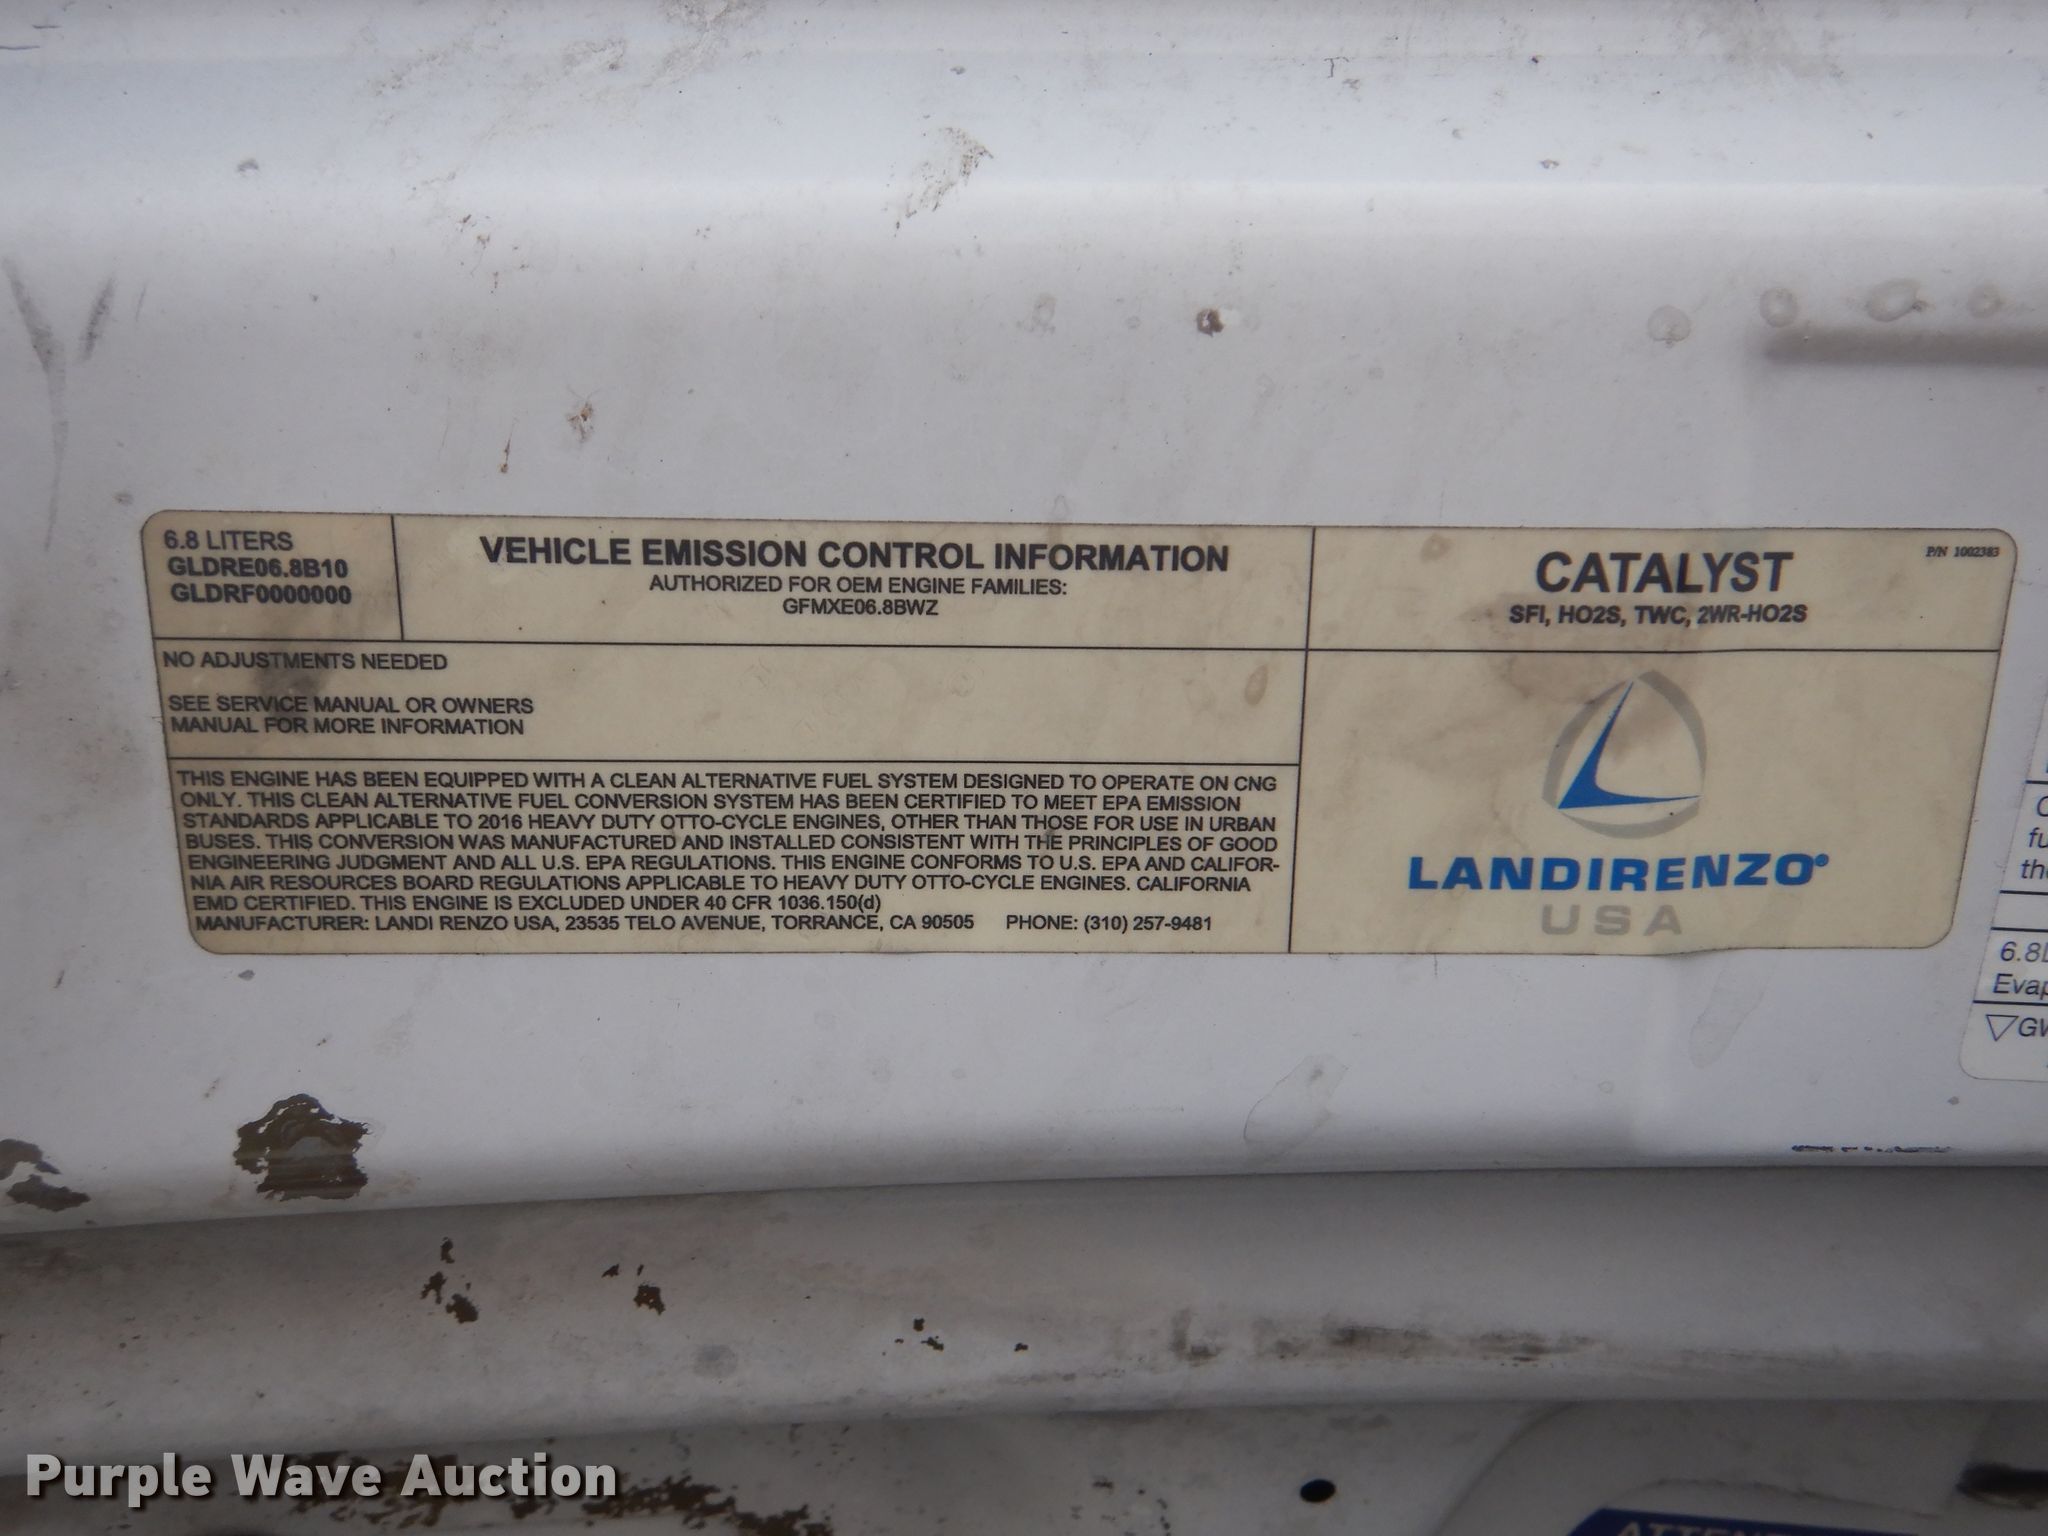 6.8 LITERS
GLDRE06.8B10
GLDRF0000000
VEHICLE EMISSION CONTROL INFORMATION
AUTHORIZED FOR OEM ENGINE FAMILIES:
GFMXE06.8BWZ
CATALYST
P/N 1002383
SFI, HO2S, TWC, 2WR-HO2S
NO ADJUSTMENTS NEEDED
SEE SERVICE MANUAL OR OWNERS
MANUAL FOR MORE INFORMATION
THIS ENGINE HAS BEEN EQUIPPED WITH A CLEAN ALTERNATIVE FUEL SYSTEM DESIGNED TO OPERATE ON CNG
ONLY. THIS CLEAN ALTERNATIVE FUEL CONVERSION SYSTEM HAS BEEN CERTIFIED TO MEET EPA EMISSION
STANDARDS APPLICABLE TO 2016 HEAVY DUTY OTTO-CYCLE ENGINES, OTHER THAN THOSE FOR USE IN URBAN
BUSES. THIS CONVERSION WAS MANUFACTURED AND INSTALLED CONSISTENT WITH THE PRINCIPLES OF GOOD
ENGINEERING JUDGMENT AND ALL U.S. EPA REGULATIONS. THIS ENGINE CONFORMS TO U.S. EPA AND CALIFOR-
NIA AIR RESOURCES BOARD REGULATIONS APPLICABLE TO HEAVY DUTY OTTO-CYCLE ENGINES. CALIFORNIA
EMD CERTIFIED. THIS ENGINE IS EXCLUDED UNDER 40 CFR 1036.150(d)
MANUFACTURER: LANDI RENZO USA, 23535 TELO AVENUE, TORRANCE, CA 90505 PHONE: (310) 257-9481
LANDIRENZO®
USA
6.8L
Evap
▽GV
Purple Wave Auction